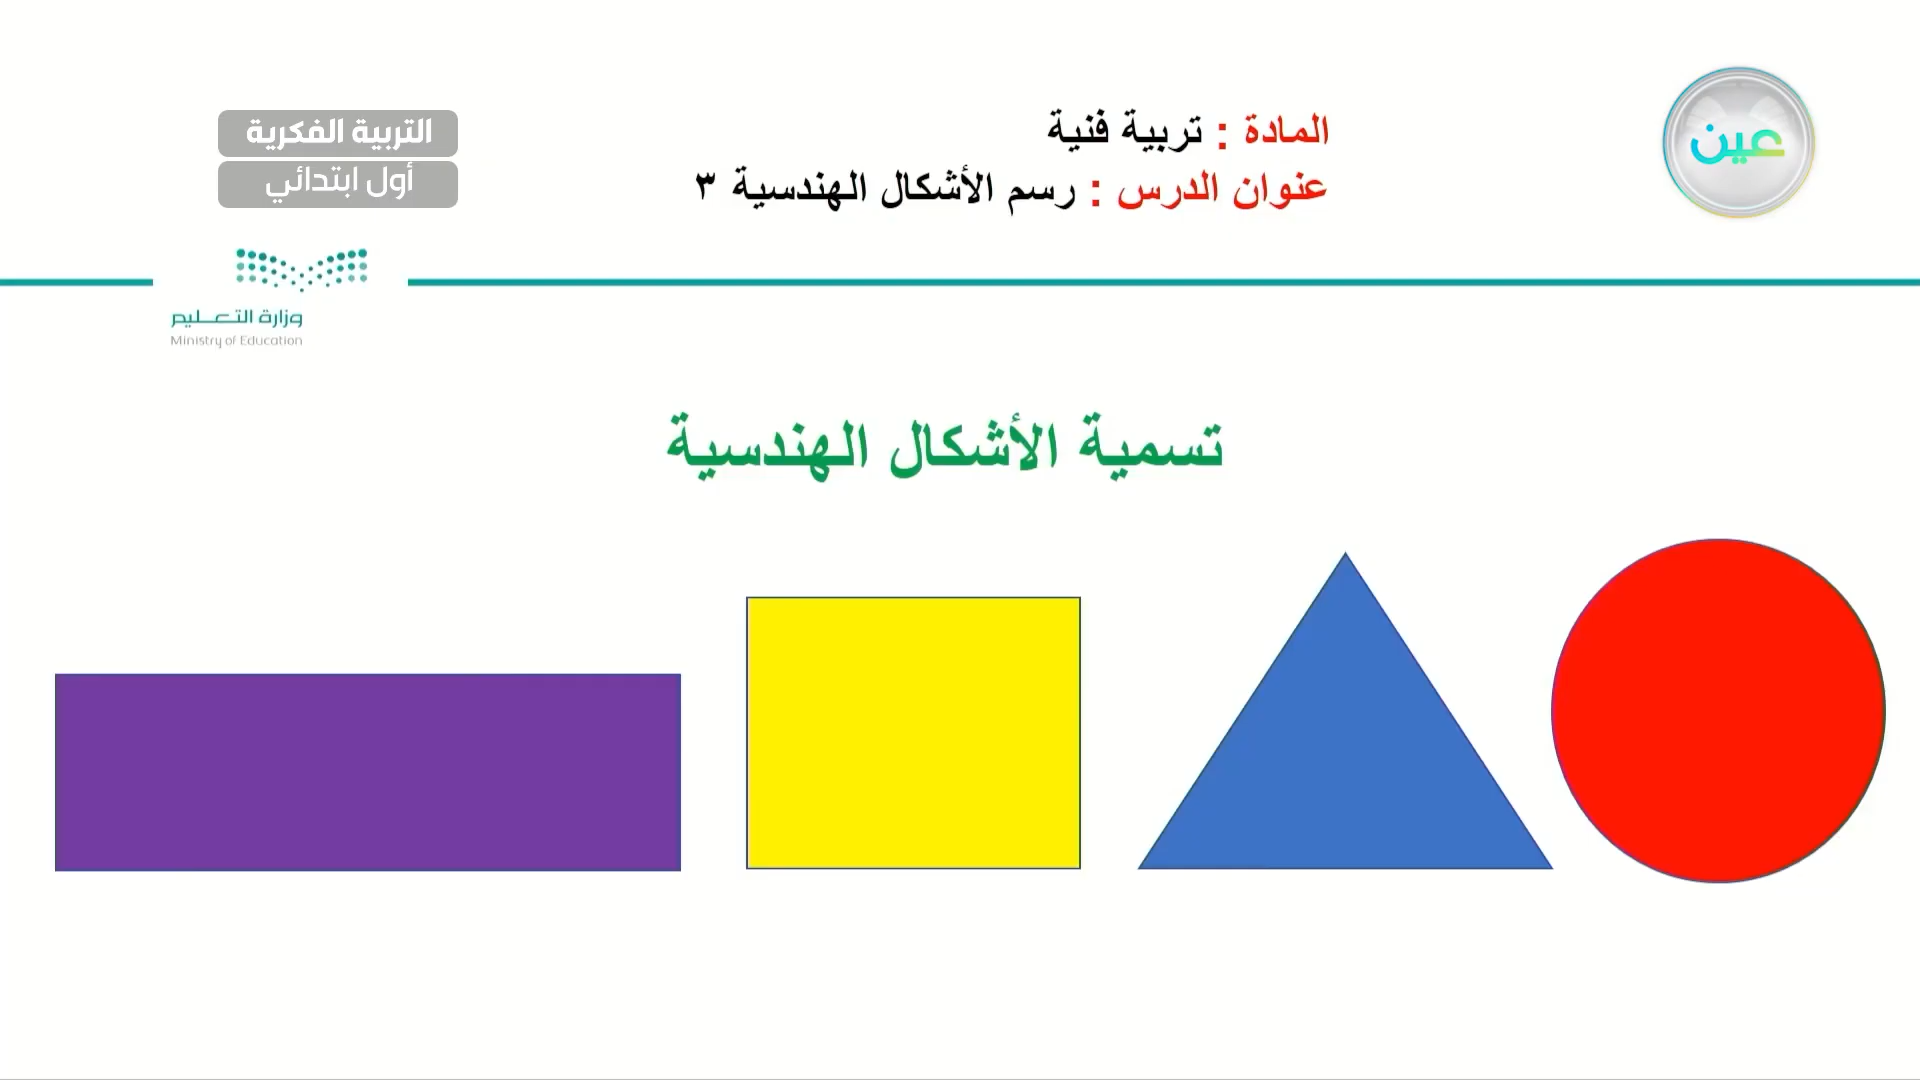 عين
المادة : تربية فنية
عنوان الدرس : رسم الأشكال الهندسية ٣
التربية الفكرية
أول ابتدائي
وزارة التعـــليم
Ministry of Education
تسمية الأشكال الهندسية